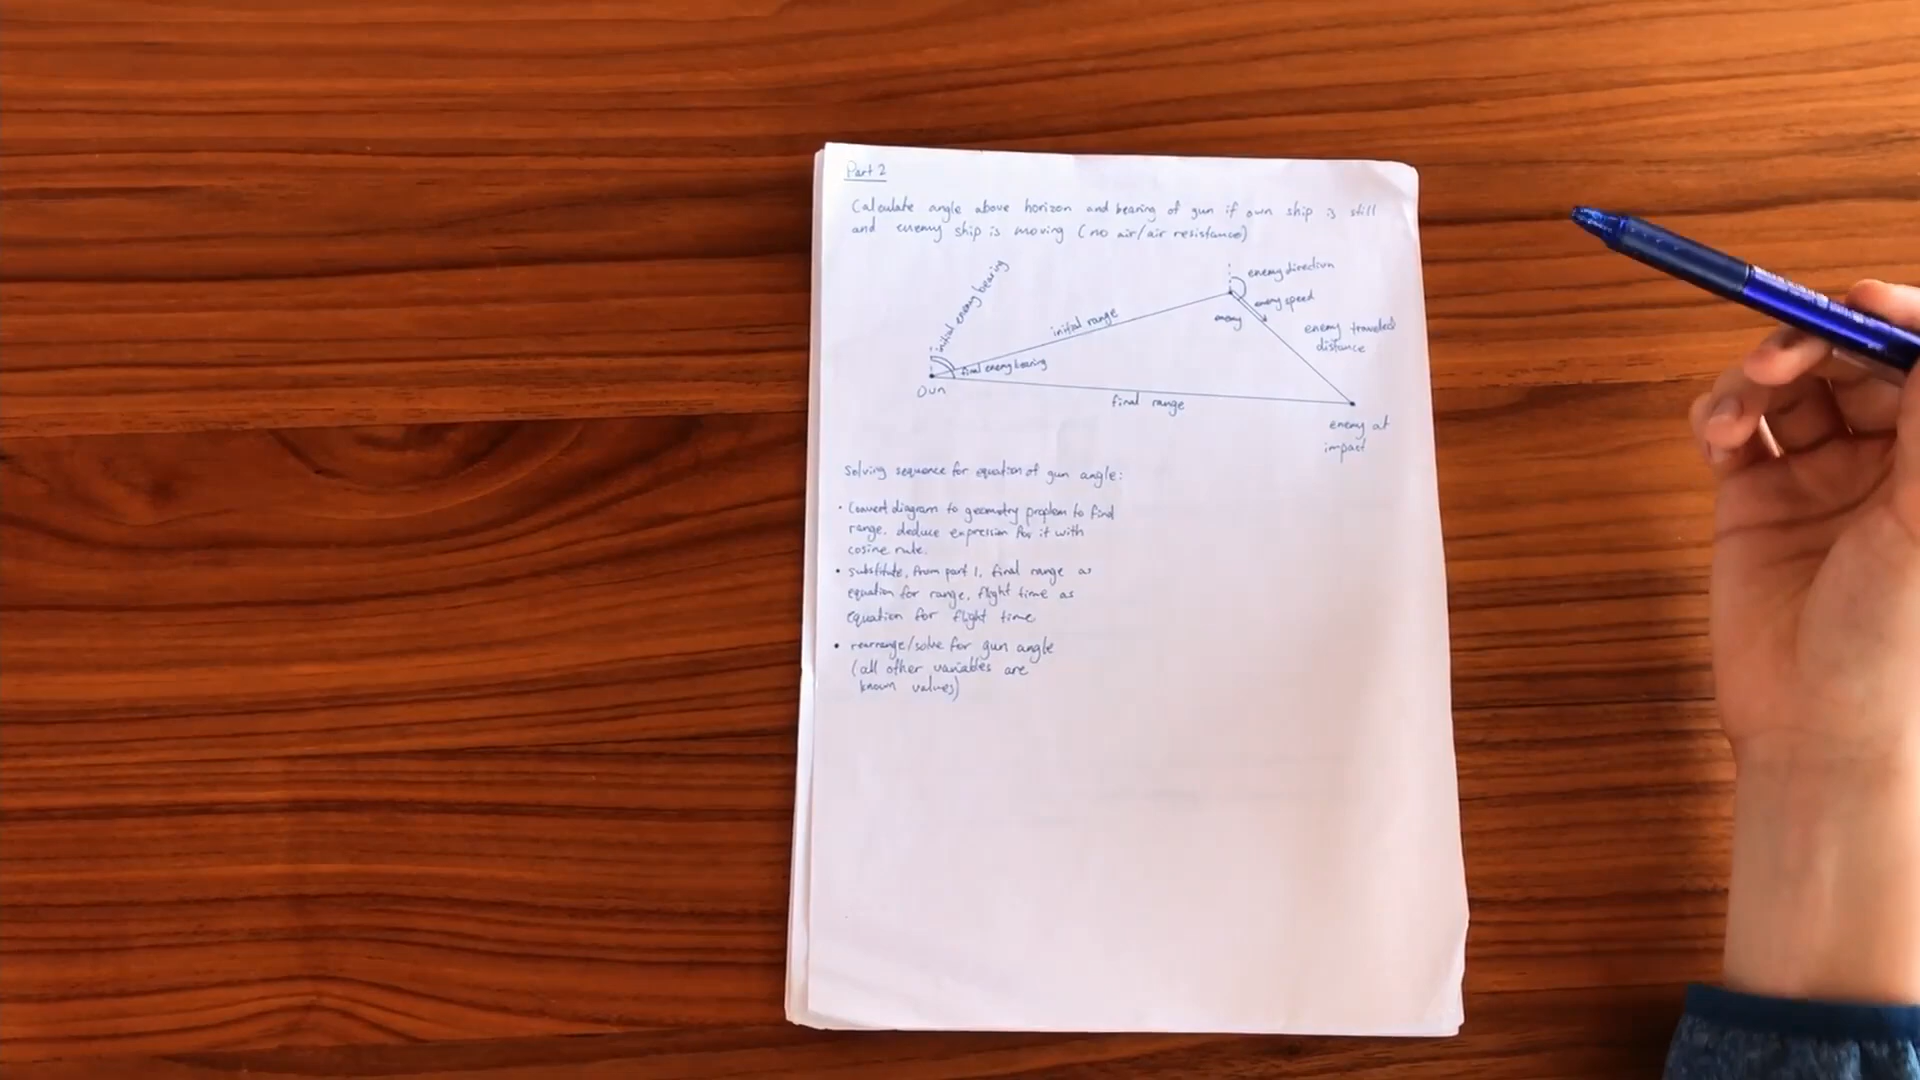 Part 2
Calculate angle above horizon and bearing of gun if own ship is still
and enemy ship is moving (no air/air resistance)
initial enemy bearing
enemy direction
enemy speed
enemy
initial range
enemy traveled
distance
final enemy bearing
own
final range
enemy at
impact
Solving sequence for equation of gun angle:
• Convert diagram to geometry problem to find
range, deduce expression for it with
cosine rule.
• substitute, from part 1, final range as
equation for range, flight time as
equation for flight time
• rearrange/solve for gun angle
(all other variables are
known values)